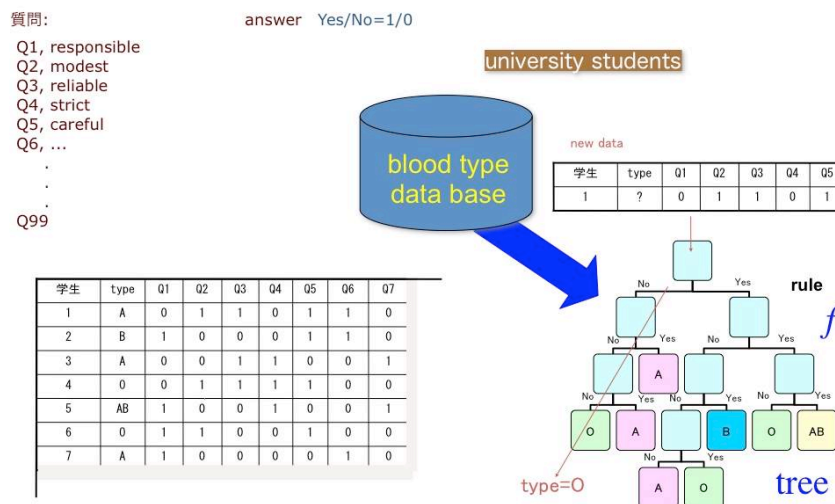 質問:
answer Yes/No=1/0
Q1, responsible
Q2, modest
Q3, reliable
Q4, strict
Q5, careful
Q6, ...
.
.
.
Q99
university students
blood type
data base
new data
学生 type Q1 Q2 Q3 Q4 Q5
1 ? 0 1 1 0 1
学生 type Q1 Q2 Q3 Q4 Q5 Q6 Q7
1 A 0 1 1 0 1 1 0
2 B 1 0 0 0 1 1 0
3 A 0 0 1 1 0 0 1
4 O 0 1 1 1 1 0 0
5 AB 1 0 0 1 0 0 1
6 O 1 1 0 0 1 0 0
7 A 1 0 0 0 0 1 0
No Yes
rule
f
No Yes No Yes
A
No Yes No Yes No Yes
O A B O AB
No Yes
A O
type=O
tree